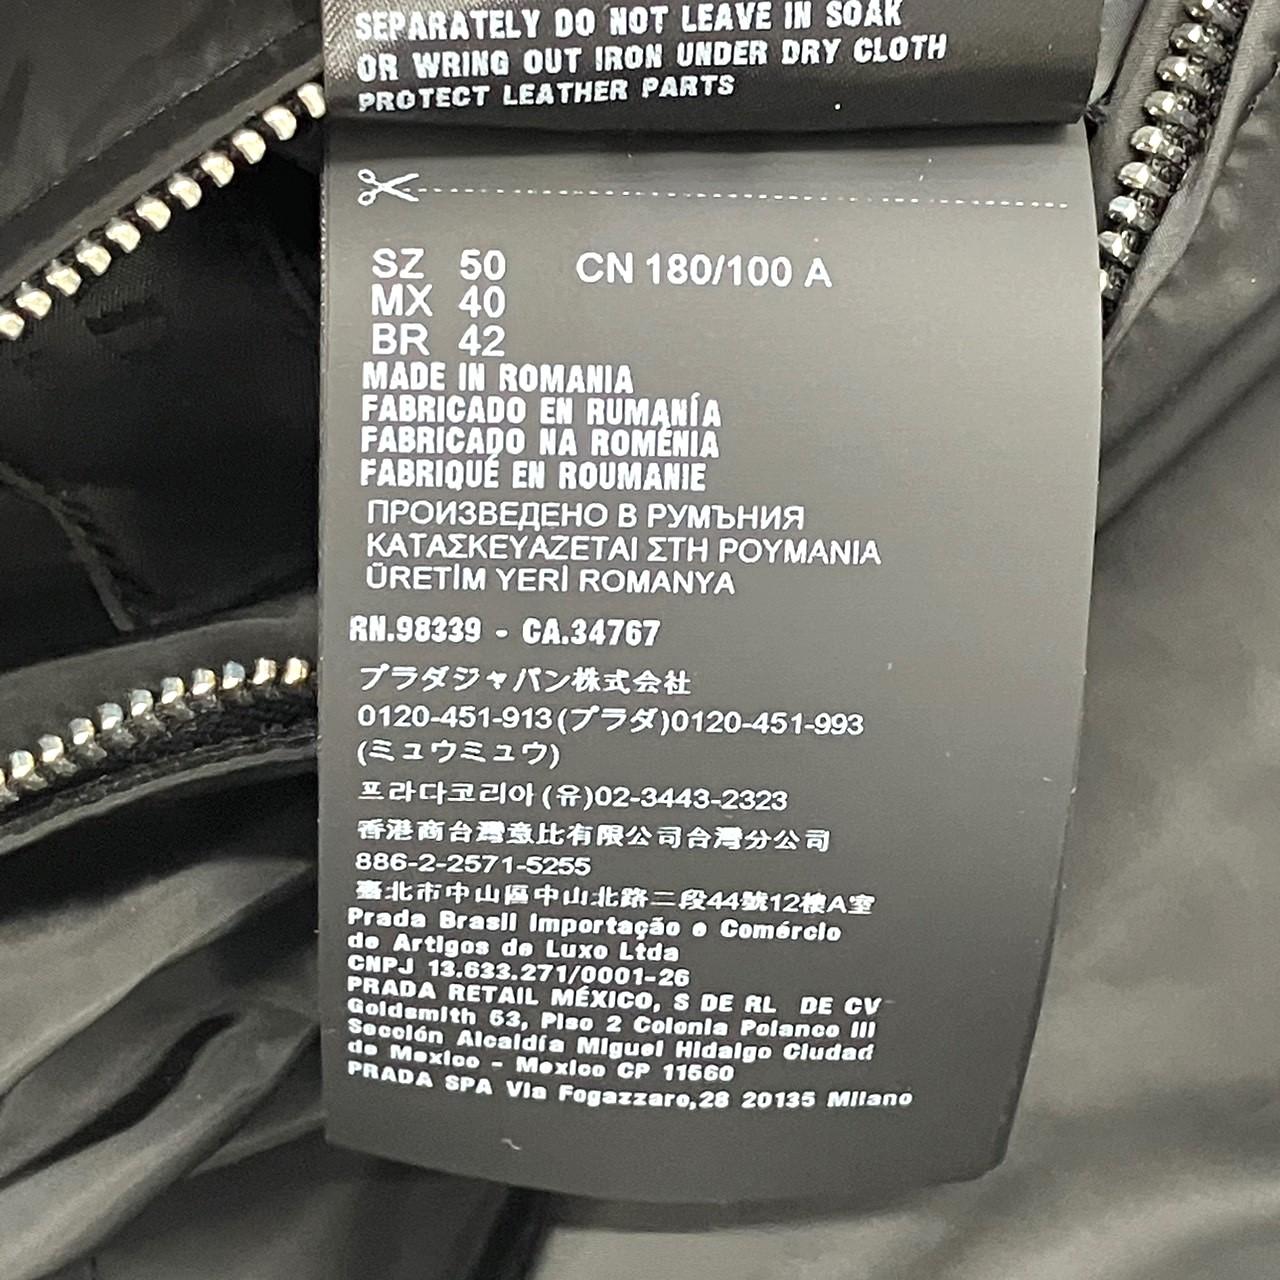 SEPARATELY DO NOT LEAVE IN SOAK
OR WRING OUT IRON UNDER DRY CLOTH
PROTECT LEATHER PARTS
SZ 50 CN 180/100 A
MX 40
BR 42
MADE IN ROMANIA
FABRICADO EN RUMANÍA
FABRICADO NA ROMÉNIA
FABRIQUÉ EN ROUMANIE
ПРОИЗВЕДЕНО В РУМЪНИЯ
ΚΑΤΑΣΚΕΥΑΖΕΤΑΙ ΣΤΗ ΡΟΥΜΑΝΙΑ
ÜRETİM YERİ ROMANYA
RN.98339 - CA.34767
プラダジャパン株式会社
0120-451-913(プラダ)0120-451-993
(ミュウミュウ)
프라다코리아(유)02-3443-2323
香港商台灣意比有限公司台灣分公司
886-2-2571-5255
臺北市中山區中山北路二段44號12樓A室
Prada Brasil Importação e Comércio
de Artigos de Luxo Ltda
CNPJ 13.633.271/0001-26
PRADA RETAIL MÉXICO, S DE RL DE CV
Goldsmith 53, Piso 2 Colonia Polanco III
Sección Alcaldía Miguel Hidalgo Ciudad
de Mexico - Mexico CP 11560
PRADA SPA Via Fogazzaro,28 20135 Milano